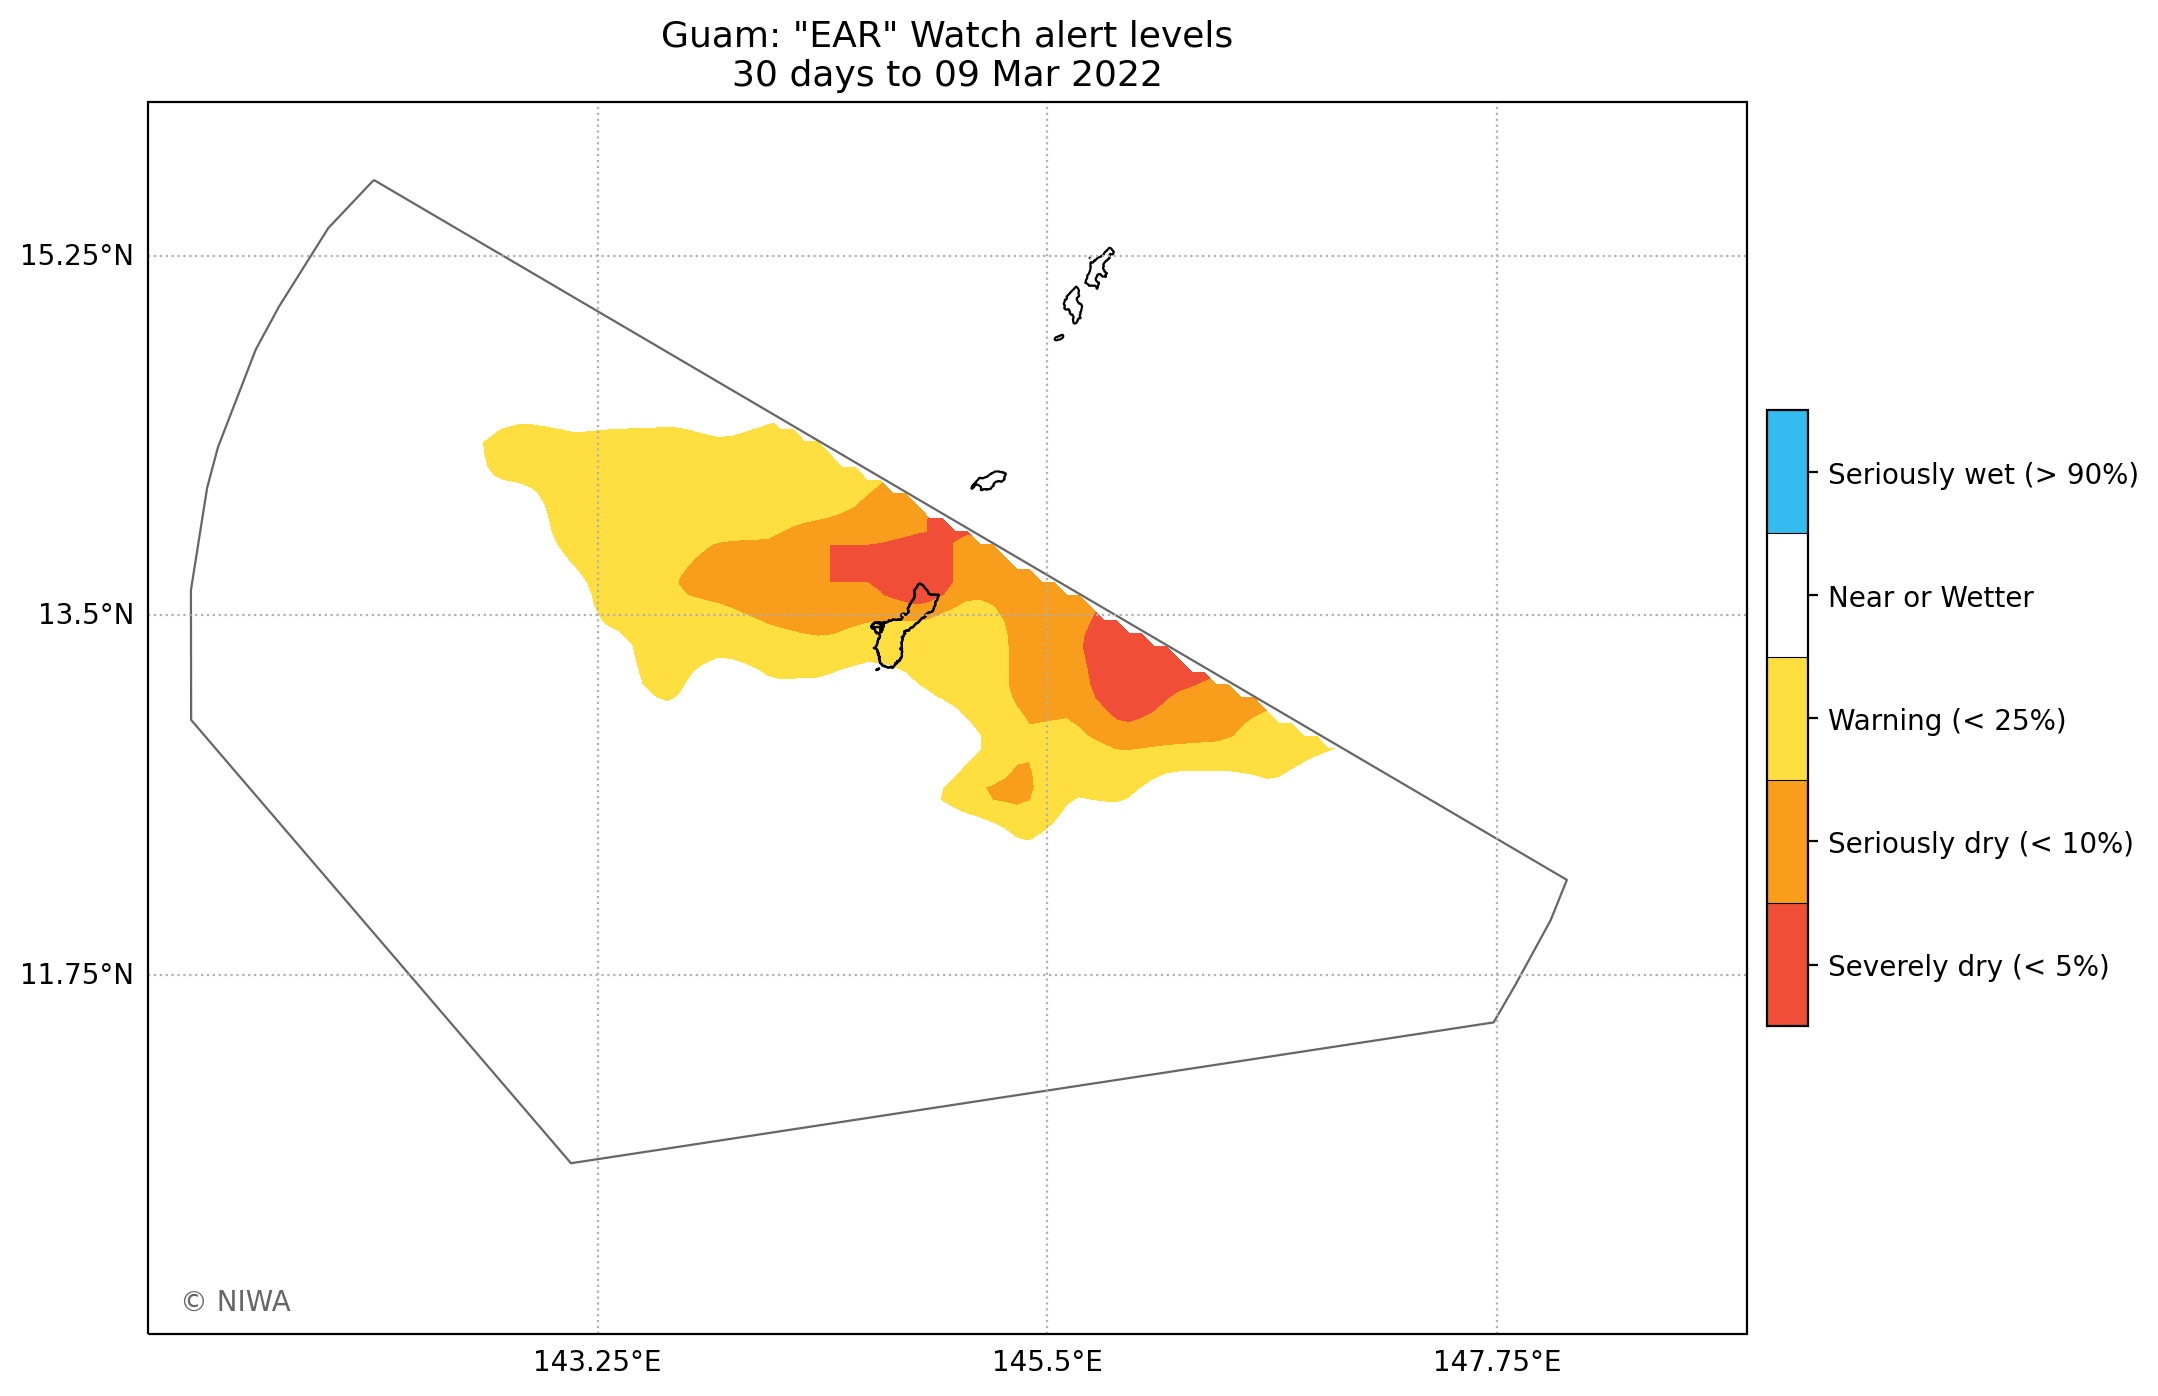 Guam: "EAR" Watch alert levels
30 days to 09 Mar 2022
15.25°N
13.5°N
11.75°N
143.25°E
145.5°E
147.75°E
Seriously wet (> 90%)
Near or Wetter
Warning (< 25%)
Seriously dry (< 10%)
Severely dry (< 5%)
© NIWA